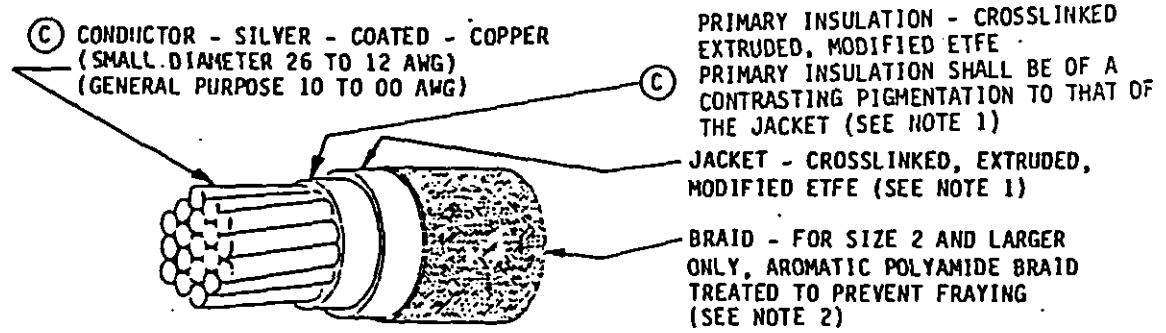 Ⓒ CONDUCTOR - SILVER - COATED - COPPER
(SMALL DIAMETER 26 TO 12 AWG)
(GENERAL PURPOSE 10 TO 00 AWG)
PRIMARY INSULATION - CROSSLINKED
EXTRUDED, MODIFIED ETFE
Ⓒ PRIMARY INSULATION SHALL BE OF A
CONTRASTING PIGMENTATION TO THAT OF
THE JACKET (SEE NOTE 1)
JACKET - CROSSLINKED, EXTRUDED,
MODIFIED ETFE (SEE NOTE 1)
BRAID - FOR SIZE 2 AND LARGER
ONLY, AROMATIC POLYAMIDE BRAID
TREATED TO PREVENT FRAYING
(SEE NOTE 2)